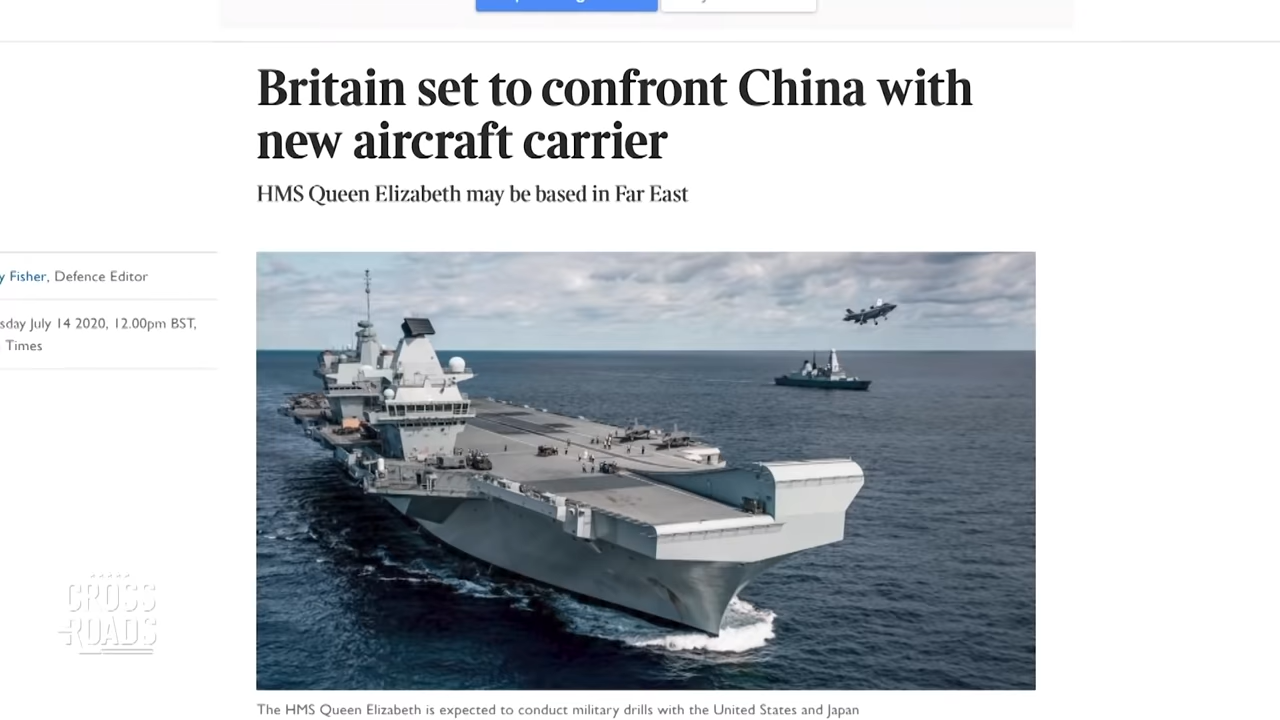 Britain set to confront China with
new aircraft carrier
HMS Queen Elizabeth may be based in Far East
Fisher, Defence Editor
July 14 2020, 12.00pm BST,
Times
CROSS
ROADS
The HMS Queen Elizabeth is expected to conduct military drills with the United States and Japan